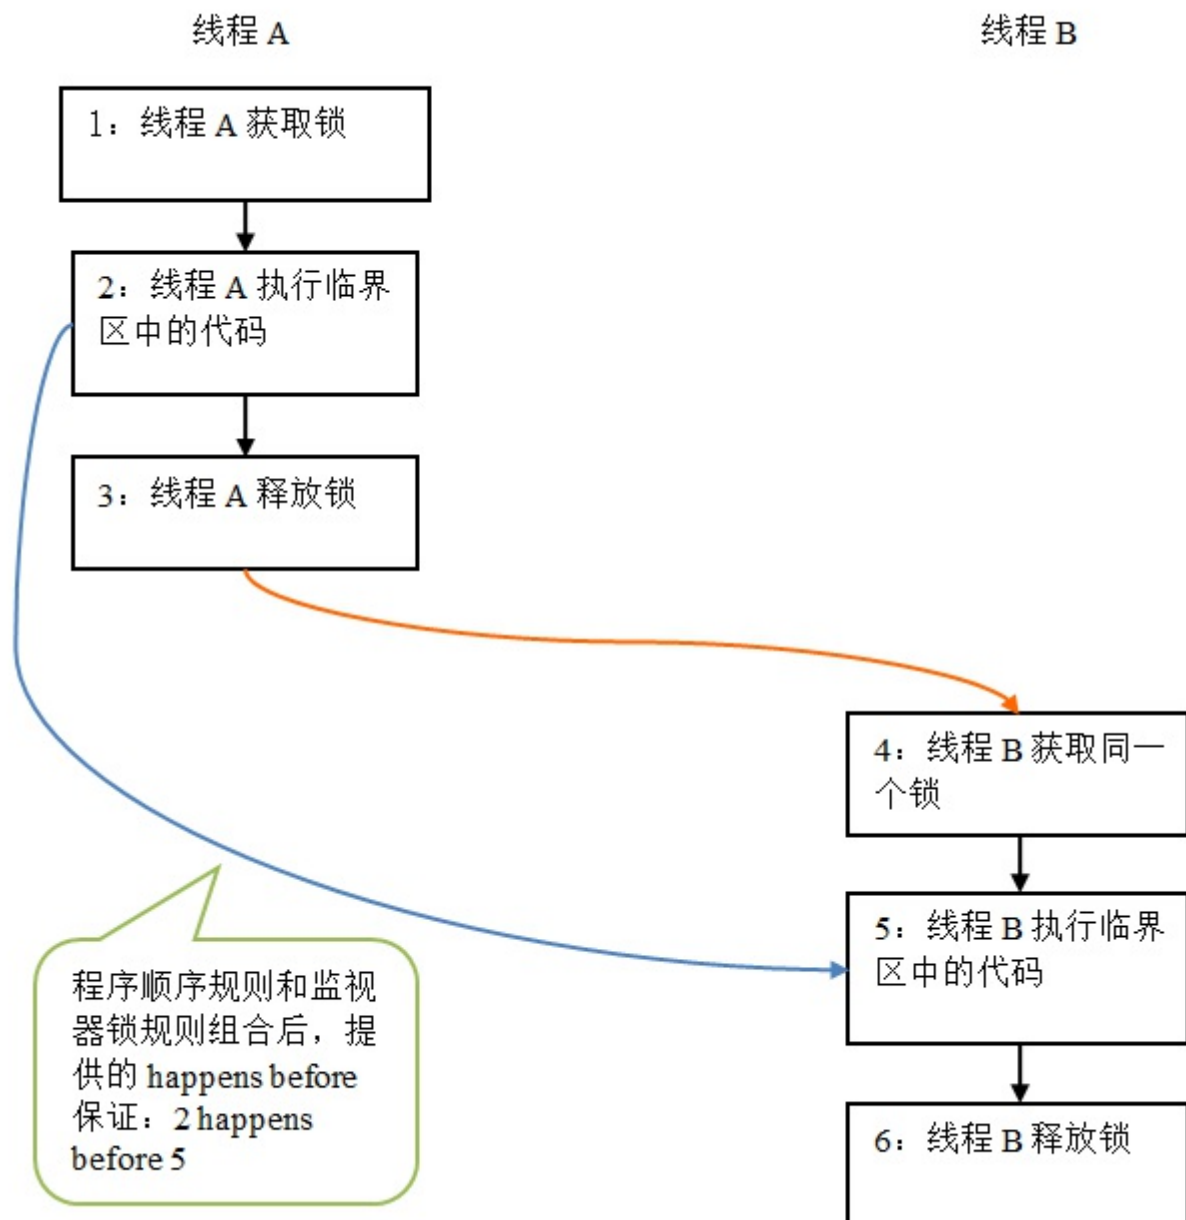 线程 A
线程 B
1：线程 A 获取锁
2：线程 A 执行临界
区中的代码
3：线程 A 释放锁
4：线程 B 获取同一
个锁
5：线程 B 执行临界
区中的代码
6：线程 B 释放锁
程序顺序规则和监视
器锁规则组合后，提
供的 happens before
保证：2 happens
before 5